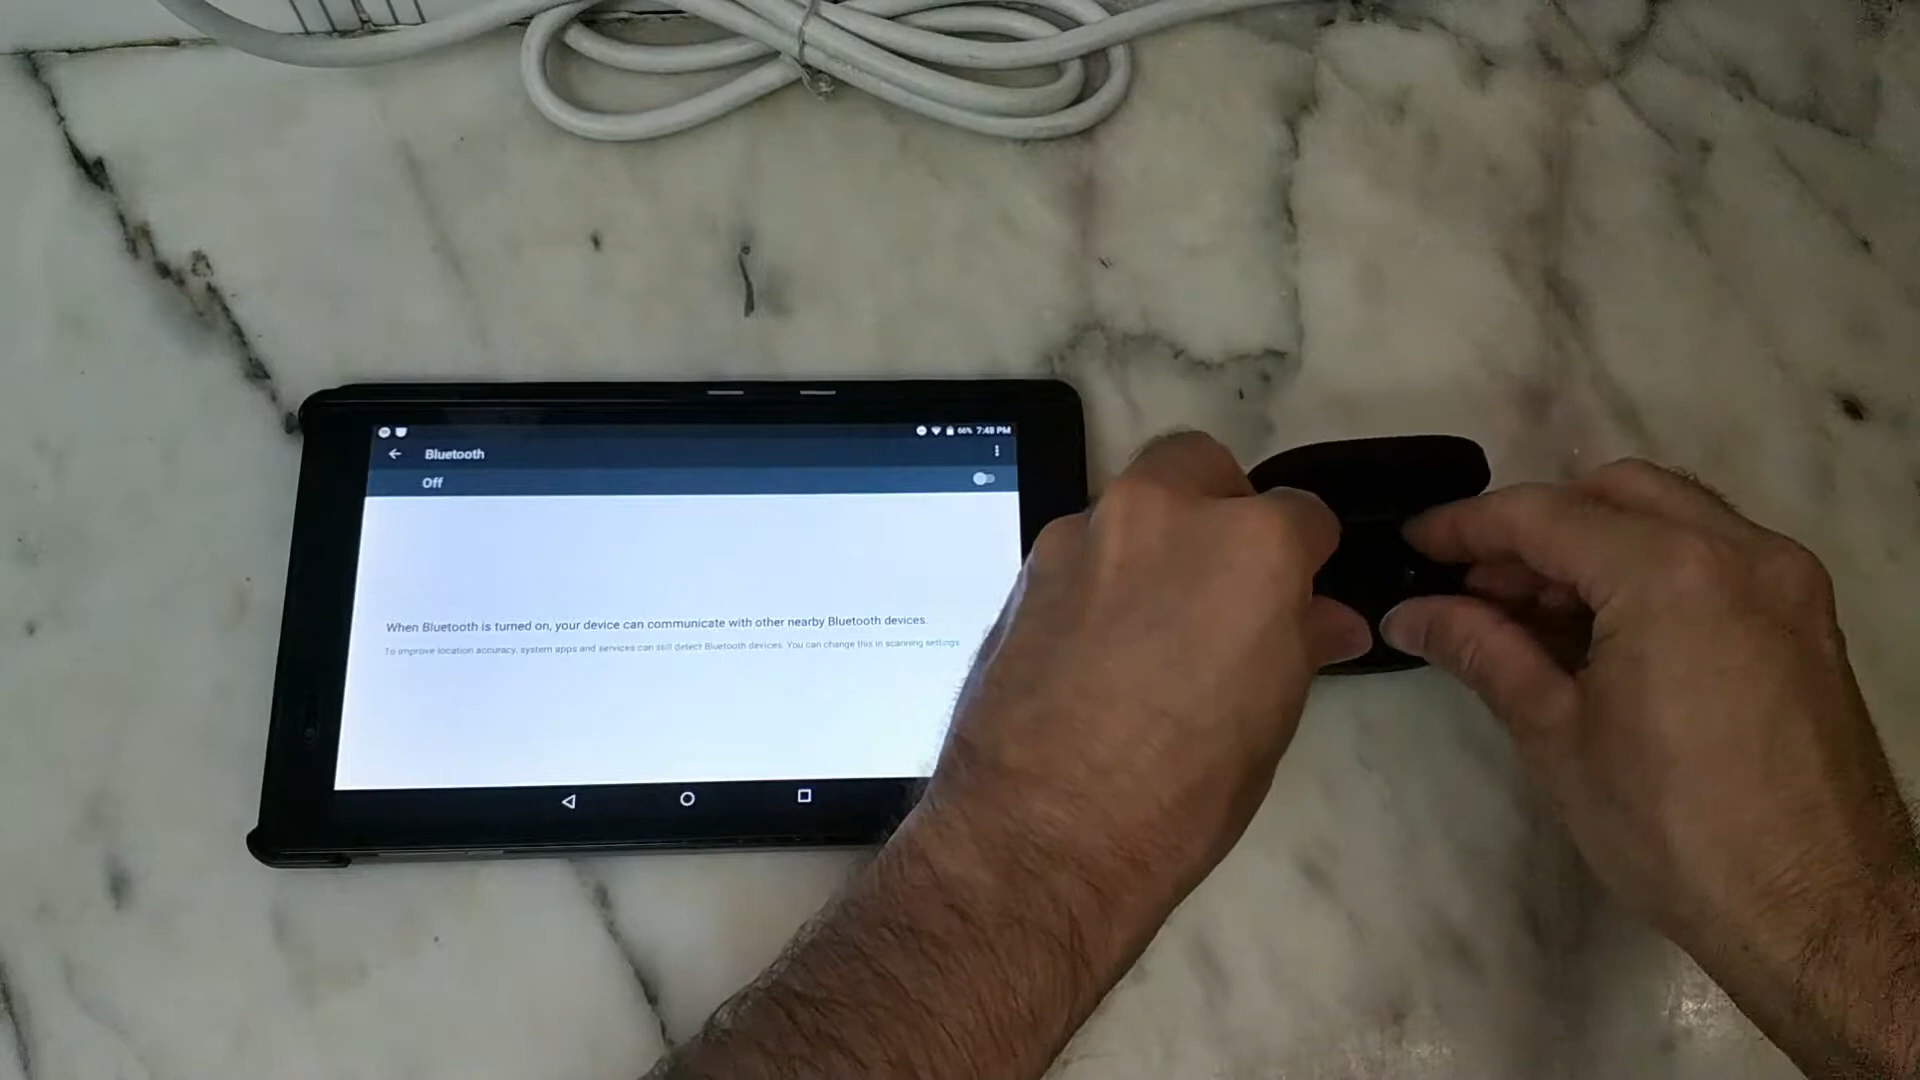 66% 7:48 PM
Bluetooth
Off
When Bluetooth is turned on, your device can communicate with other nearby Bluetooth devices.
To improve location accuracy, system apps and services can still detect Bluetooth devices. You can change this in scanning settings.